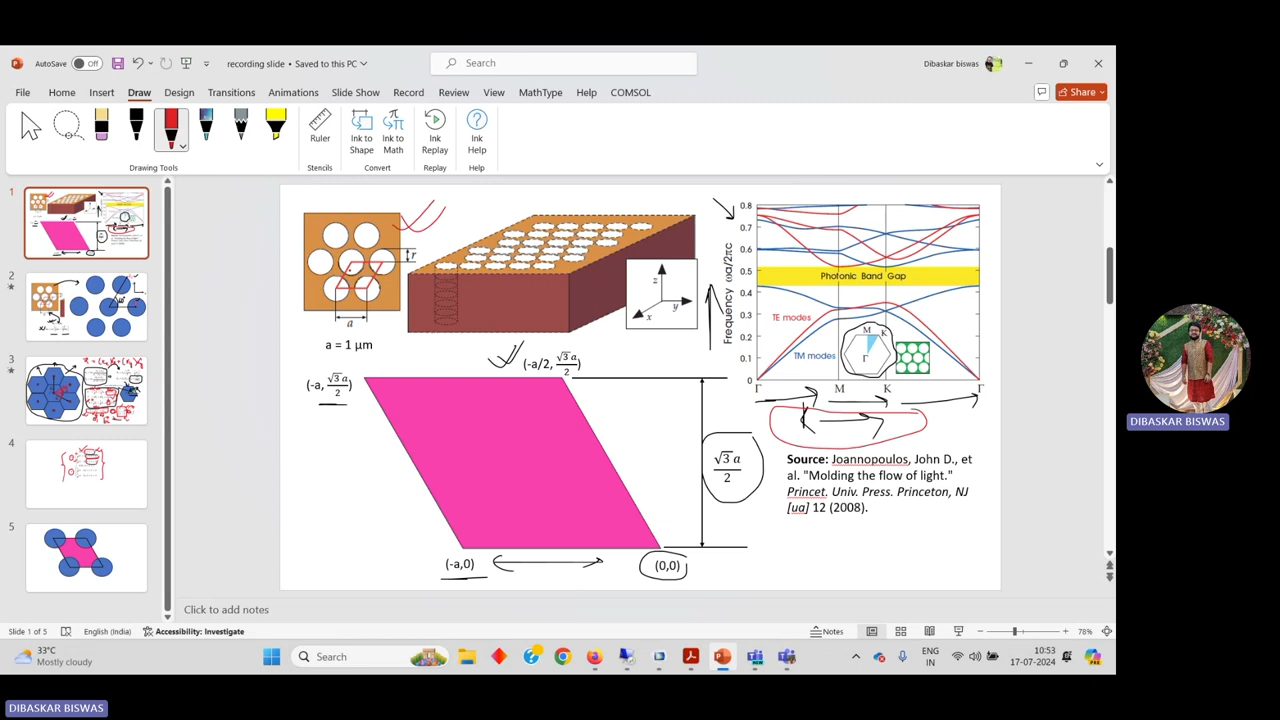 AutoSave
Off
recording slide • Saved to this PC
Search
Dibaskar biswas
File Home Insert Draw Design Transitions Animations Slide Show Record Review View MathType Help COMSOL
Share
Ruler
Ink to Shape
Ink to Math
Ink Replay
Ink Help
Drawing Tools
Stencils
Convert
Replay
Help
1
2
3
4
5
r
a
a = 1 µm
z
y
x
Frequency ωa/2πc
0.8
0.7
0.6
0.5
0.4
0.3
0.2
0.1
0
Photonic Band Gap
TE modes
TM modes
M K
Γ
Γ M K Γ
K
(-a, √3 a/2)
(-a/2, √3 a/2)
√3 a
2
(-a,0)
(0,0)
Source: Joannopoulos, John D., et
al. "Molding the flow of light."
Princet. Univ. Press. Princeton, NJ
[ua] 12 (2008).
Click to add notes
Slide 1 of 5 English (India) Accessibility: Investigate
Notes
78%
33°C
Mostly cloudy
Search
ENG
IN
10:53
17-07-2024
DIBASKAR BISWAS
DIBASKAR BISWAS